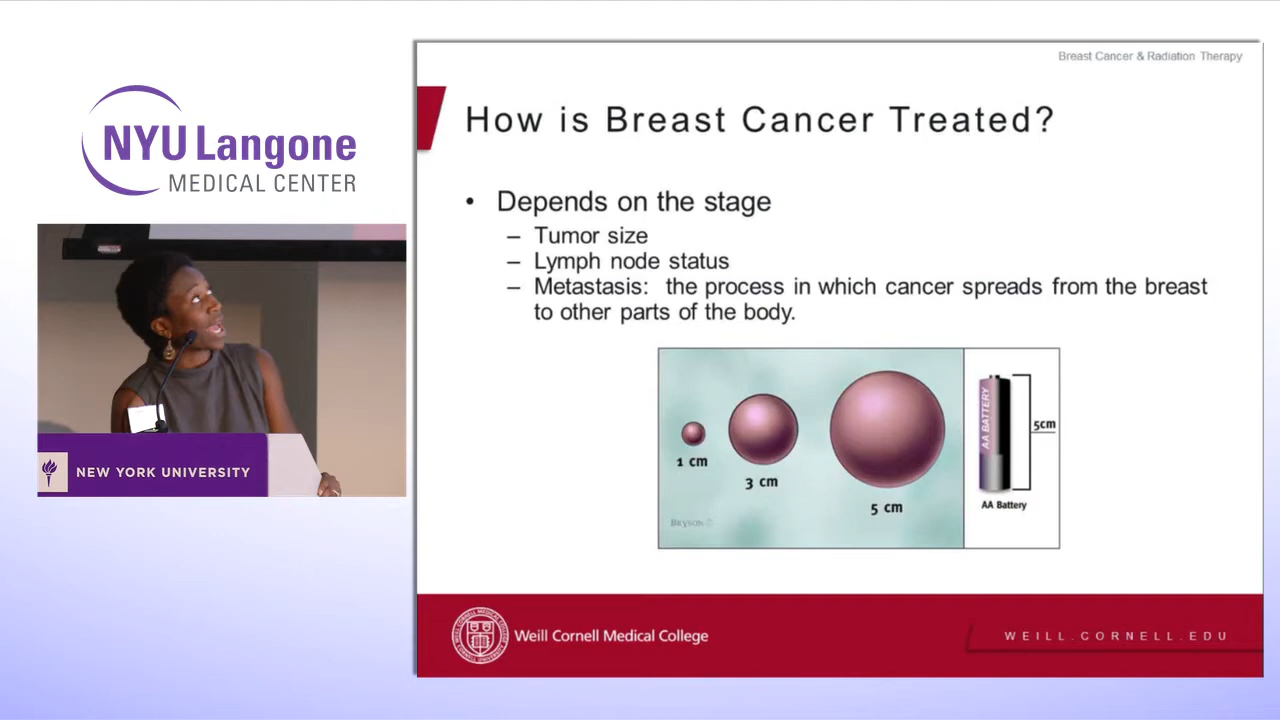 NYU Langone
MEDICAL CENTER
NEW YORK UNIVERSITY
Breast Cancer & Radiation Therapy
How is Breast Cancer Treated?
• Depends on the stage
– Tumor size
– Lymph node status
– Metastasis: the process in which cancer spreads from the breast
to other parts of the body.
1 cm
3 cm
5 cm
BRYSON ©
AA BATTERY
5cm
AA Battery
Weill Cornell Medical College
WEILL.CORNELL.EDU